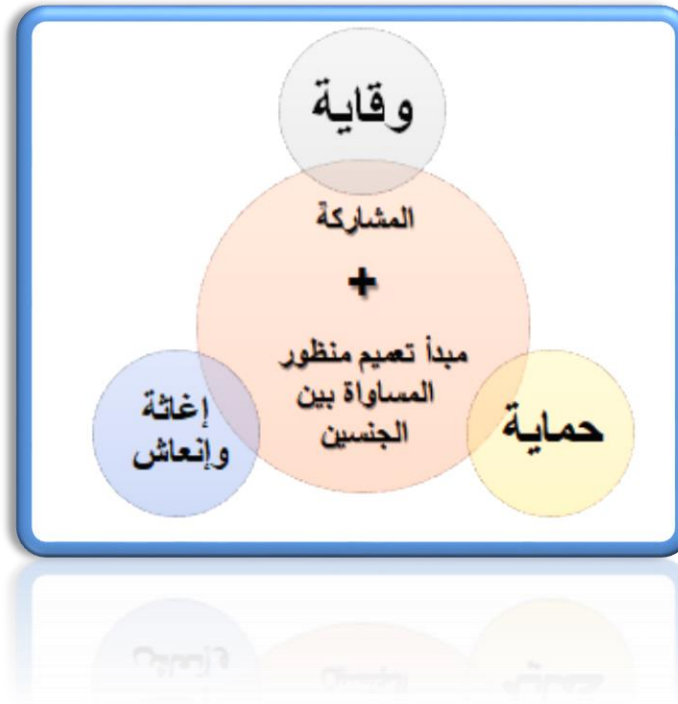 وقاية
المشاركة
+
مبدأ تعميم منظور
المساواة بين
الجنسين
حماية
إغاثة
وإنعاش